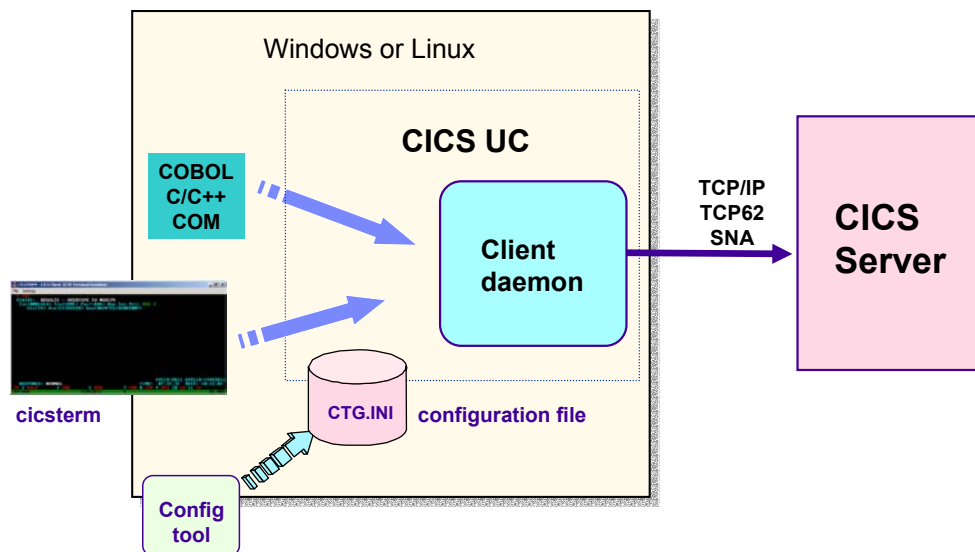 Windows or Linux
CICS UC
COBOL
C/C++
COM
Client
daemon
TCP/IP
TCP62
SNA
CICS
Server
cicsterm
CTG.INI
configuration file
Config
tool